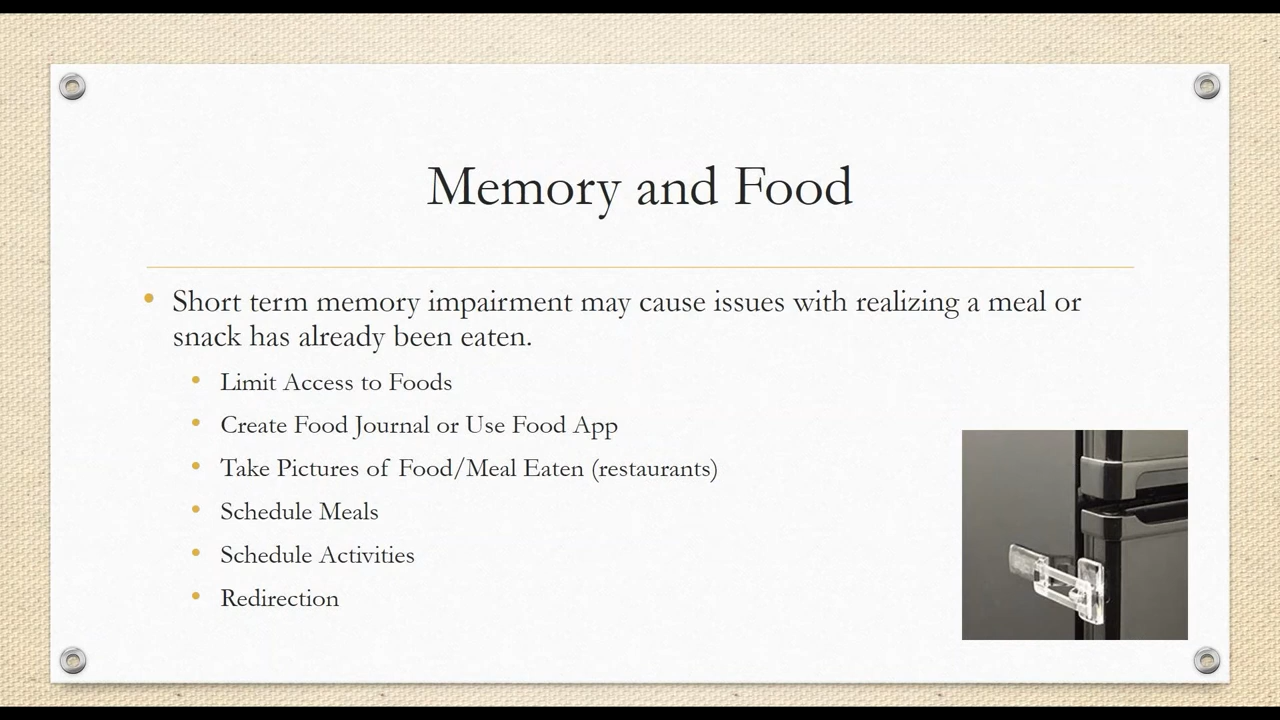 Memory and Food
Short term memory impairment may cause issues with realizing a meal or
snack has already been eaten.
Limit Access to Foods
Create Food Journal or Use Food App
Take Pictures of Food/Meal Eaten (restaurants)
Schedule Meals
Schedule Activities
Redirection